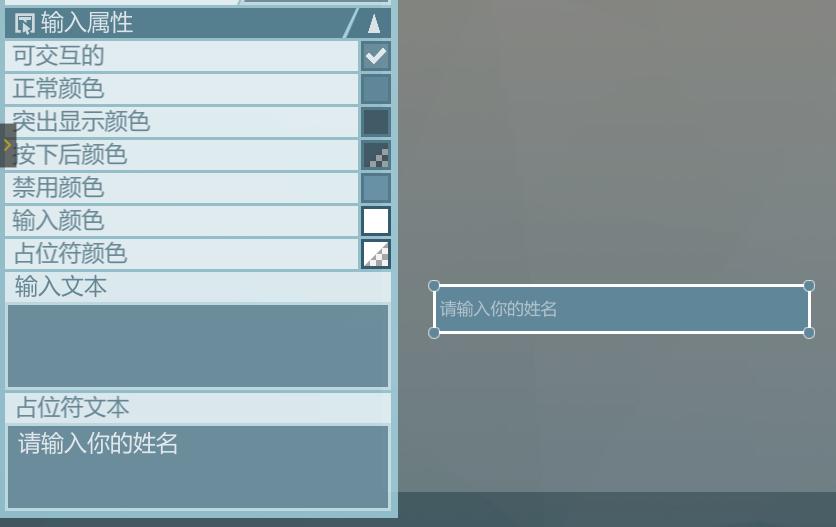 输入属性
可交互的
正常颜色
突出显示颜色
按下后颜色
禁用颜色
输入颜色
占位符颜色
输入文本
占位符文本
请输入你的姓名
请输入你的姓名